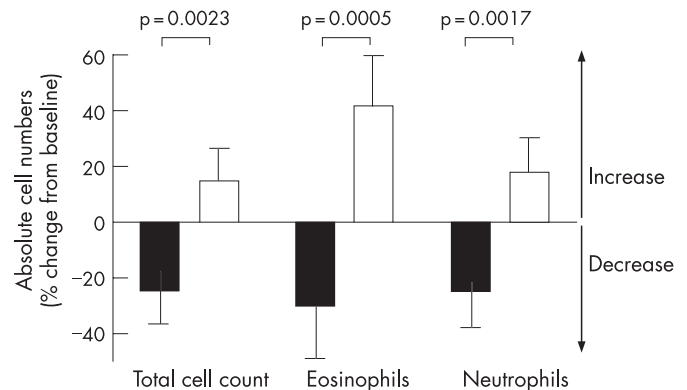 p=0.0023 p=0.0005 p=0.0017
Absolute cell numbers
(% change from baseline)
60
40
20
0
−20
−40
Increase
Decrease
Total cell count Eosinophils Neutrophils